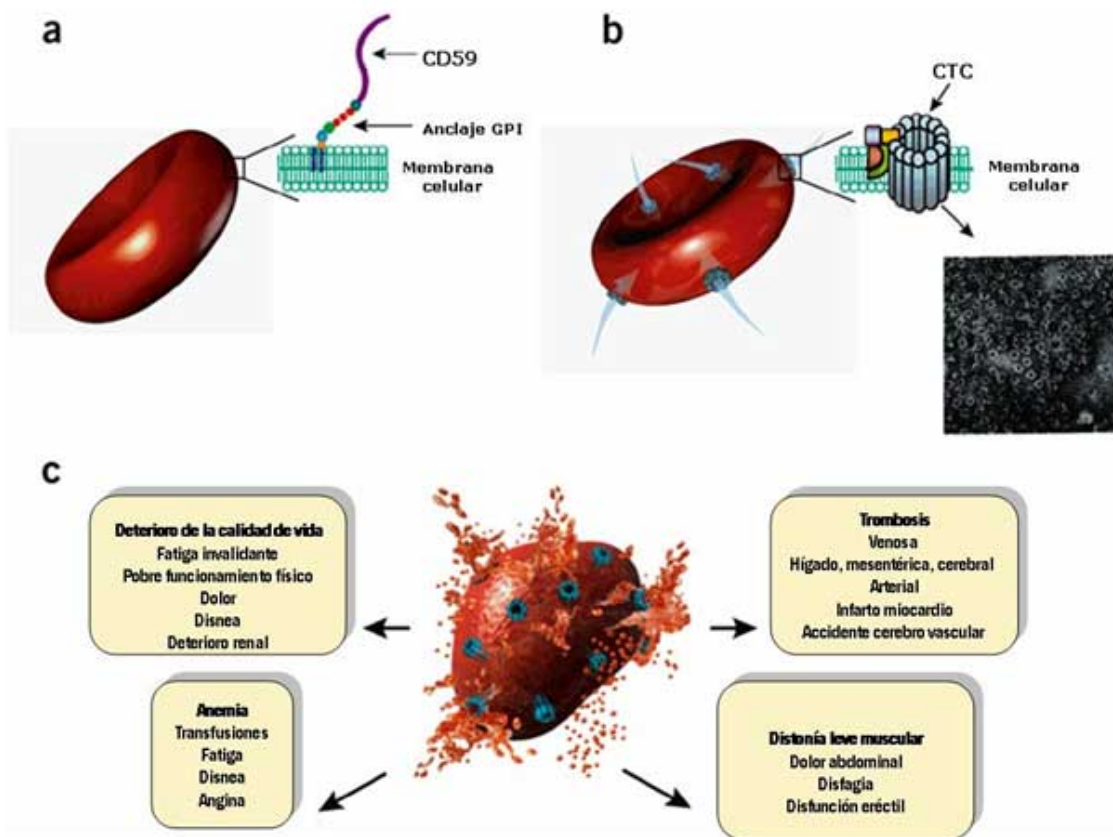 a
CD59
Anclaje GPI
Membrana
celular
b
CTC
Membrana
celular
c
Deterioro de la calidad de vida
Fatiga invalidante
Pobre funcionamiento físico
Dolor
Disnea
Deterioro renal
Anemia
Transfusiones
Fatiga
Disnea
Angina
Trombosis
Venosa
Hígado, mesentérica, cerebral
Arterial
Infarto miocardio
Accidente cerebro vascular
Distonía leve muscular
Dolor abdominal
Disfagia
Disfunción eréctil